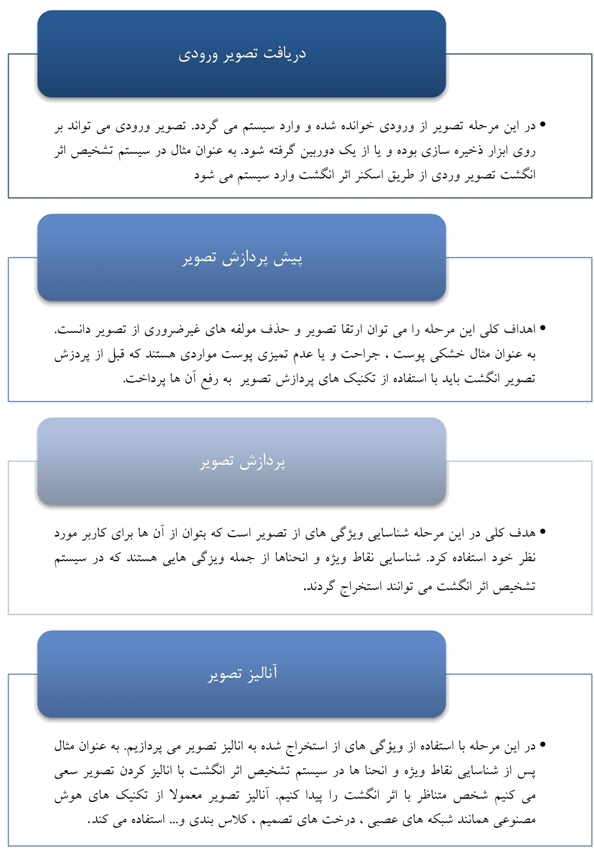 دریافت تصویر ورودی
• در این مرحله تصویر از ورودی خوانده شده و وارد سیستم می گردد. تصویر ورودی می تواند بر
روی ابزار ذخیره سازی بوده و یا از یک دوربین گرفته شود. به عنوان مثال در سیستم تشخیص اثر
انگشت تصویر وردی از طریق اسکنر اثر انگشت وارد سیستم می شود
پیش پردازش تصویر
• اهداف کلی این مرحله را می توان ارتقا تصویر و حذف مولفه های غیرضروری از تصویر دانست.
به عنوان مثال خشکی پوست ، جراحت و یا عدم تمیزی پوست مواردی هستند که قبل از پردزش
تصویر انگشت باید با استفاده از تکنیک های پردازش تصویر به رفع آن ها پرداخت.
پردازش تصویر
• هدف کلی در این مرحله شناسایی ویژگی های از تصویر است که بتوان از آن ها برای کاربر مورد
نظر خود استفاده کرد. شناسایی نقاط ویژه و انحناها از جمله ویزگی هایی هستند که در سیستم
تشخیص اثر انگشت می توانند استخراج گردند.
آنالیز تصویر
• در این مرحله با استفاده از ویؤگی های از استخراج شده به انالیز تصویر می پردازیم. به عنوان مثال
پس از شناسایی نقاط ویژه و انحنا ها در سیستم تشخیص اثر انگشت با انالیز کردن تصویر سعی
می کنیم شخص متناظر با اثر انگشت را پیدا کنیم. آنالیز تصویر معمولا از تکنیک های هوش
مصنوعی همانند شبکه های عصبی ، درخت های تصمیم ، کلاس بندی و... استفاده می کند.